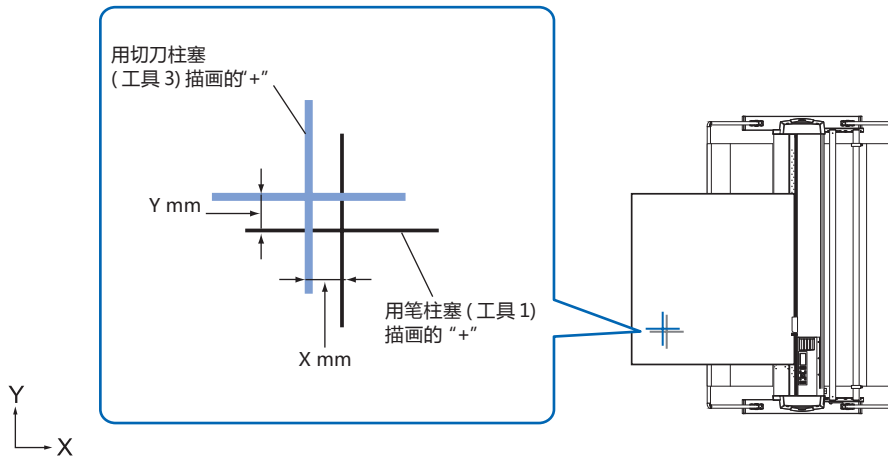 用切刀柱塞
( 工具 3) 描画的“+”
Y mm
用笔柱塞 ( 工具 1)
描画的 “+”
X mm
Y
X